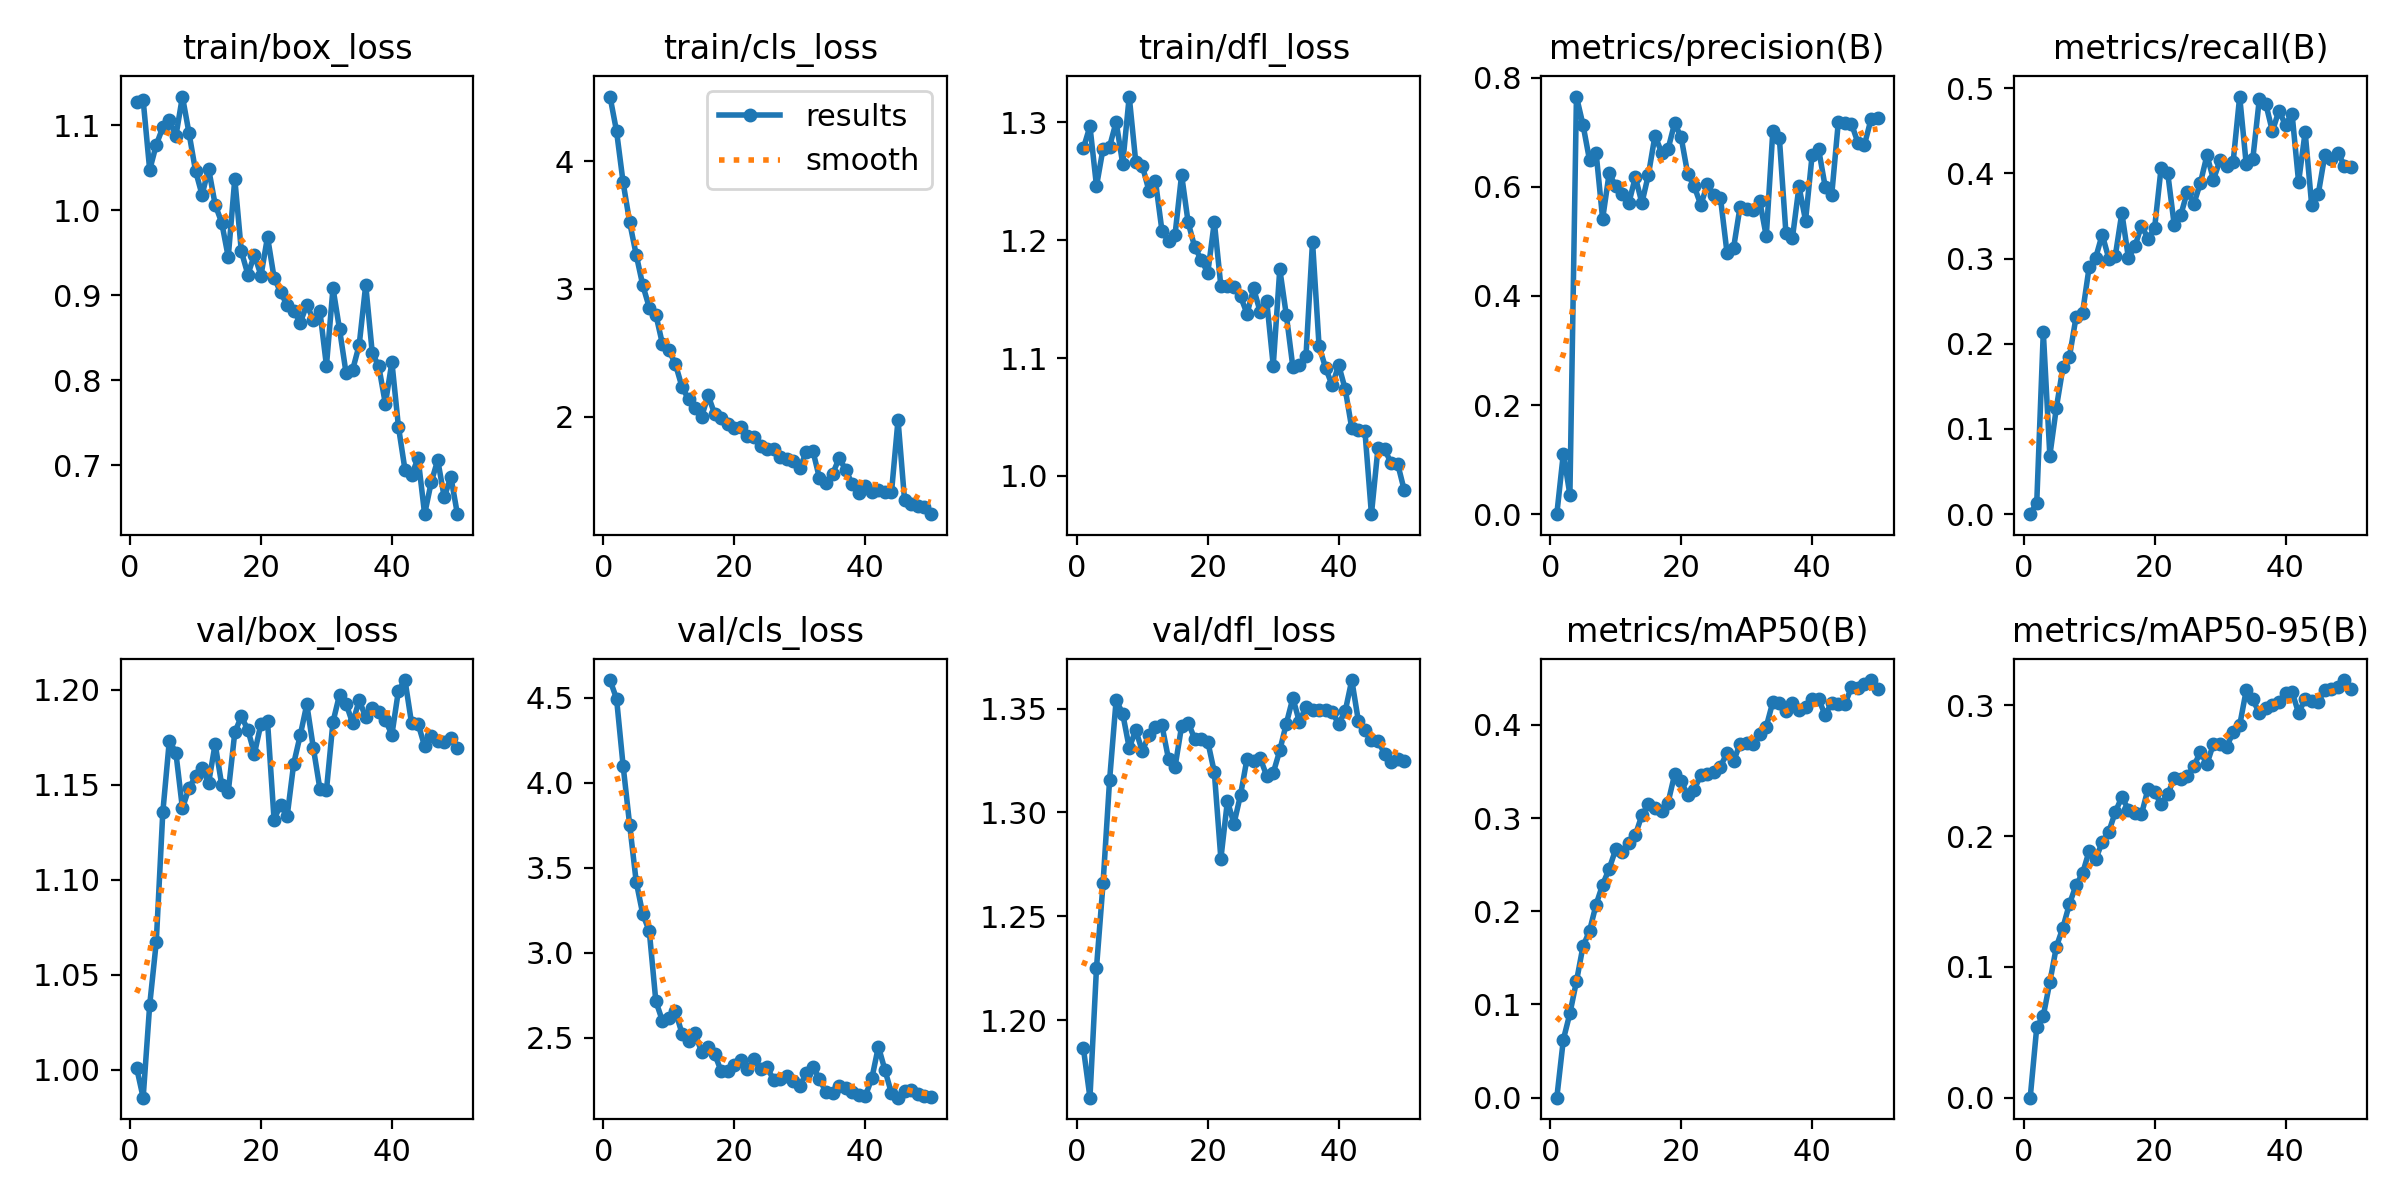 train/box_loss
train/cls_loss
train/dfl_loss
metrics/precision(B)
metrics/recall(B)
1.1
1.0
0.9
0.8
0.7
0 20 40
results
smooth
4
3
2
0 20 40
1.3
1.2
1.1
1.0
0 20 40
0.8
0.6
0.4
0.2
0.0
0 20 40
0.5
0.4
0.3
0.2
0.1
0.0
0 20 40
val/box_loss
val/cls_loss
val/dfl_loss
metrics/mAP50(B)
metrics/mAP50-95(B)
1.20
1.15
1.10
1.05
1.00
0 20 40
4.5
4.0
3.5
3.0
2.5
0 20 40
1.35
1.30
1.25
1.20
0 20 40
0.4
0.3
0.2
0.1
0.0
0 20 40
0.3
0.2
0.1
0.0
0 20 40